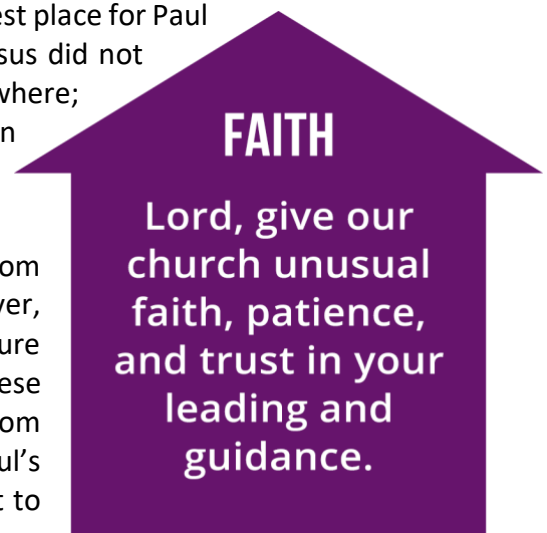 est place for Paul
sus did not
where;
n
om
ver,
ure
ese
om
ul’s
t to
FAITH
Lord, give our
church unusual
faith, patience,
and trust in your
leading and
guidance.